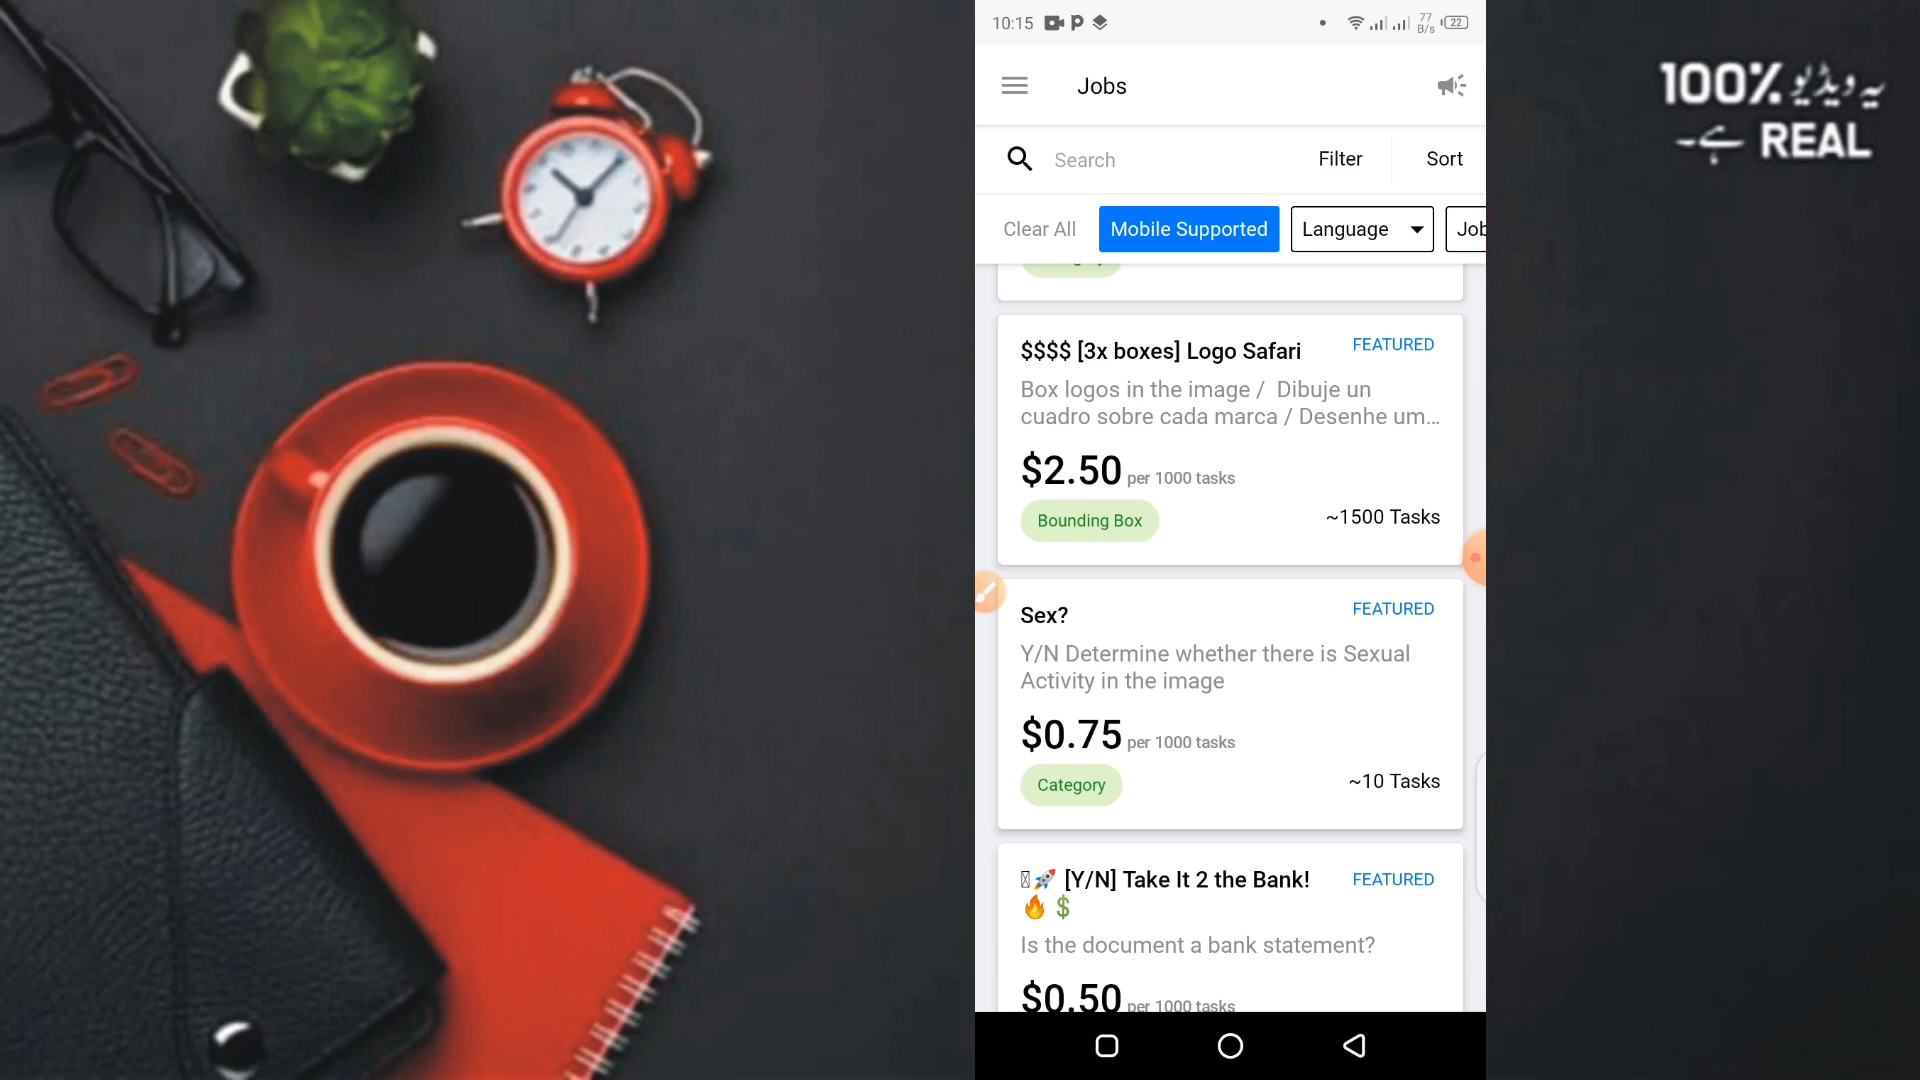 10:15
77
B/s
22
Jobs
Search
Filter
Sort
Clear All
Mobile Supported
Language
Job
$$$$ [3x boxes] Logo Safari
FEATURED
Box logos in the image /  Dibuje un
cuadro sobre cada marca / Desenhe um...
$2.50 per 1000 tasks
Bounding Box
~1500 Tasks
Sex?
FEATURED
Y/N Determine whether there is Sexual
Activity in the image
$0.75 per 1000 tasks
Category
~10 Tasks
🚀 [Y/N] Take It 2 the Bank!
🔥 💲
FEATURED
Is the document a bank statement?
$0.50 per 1000 tasks
یہ ویڈیو 100%
REAL ہے۔